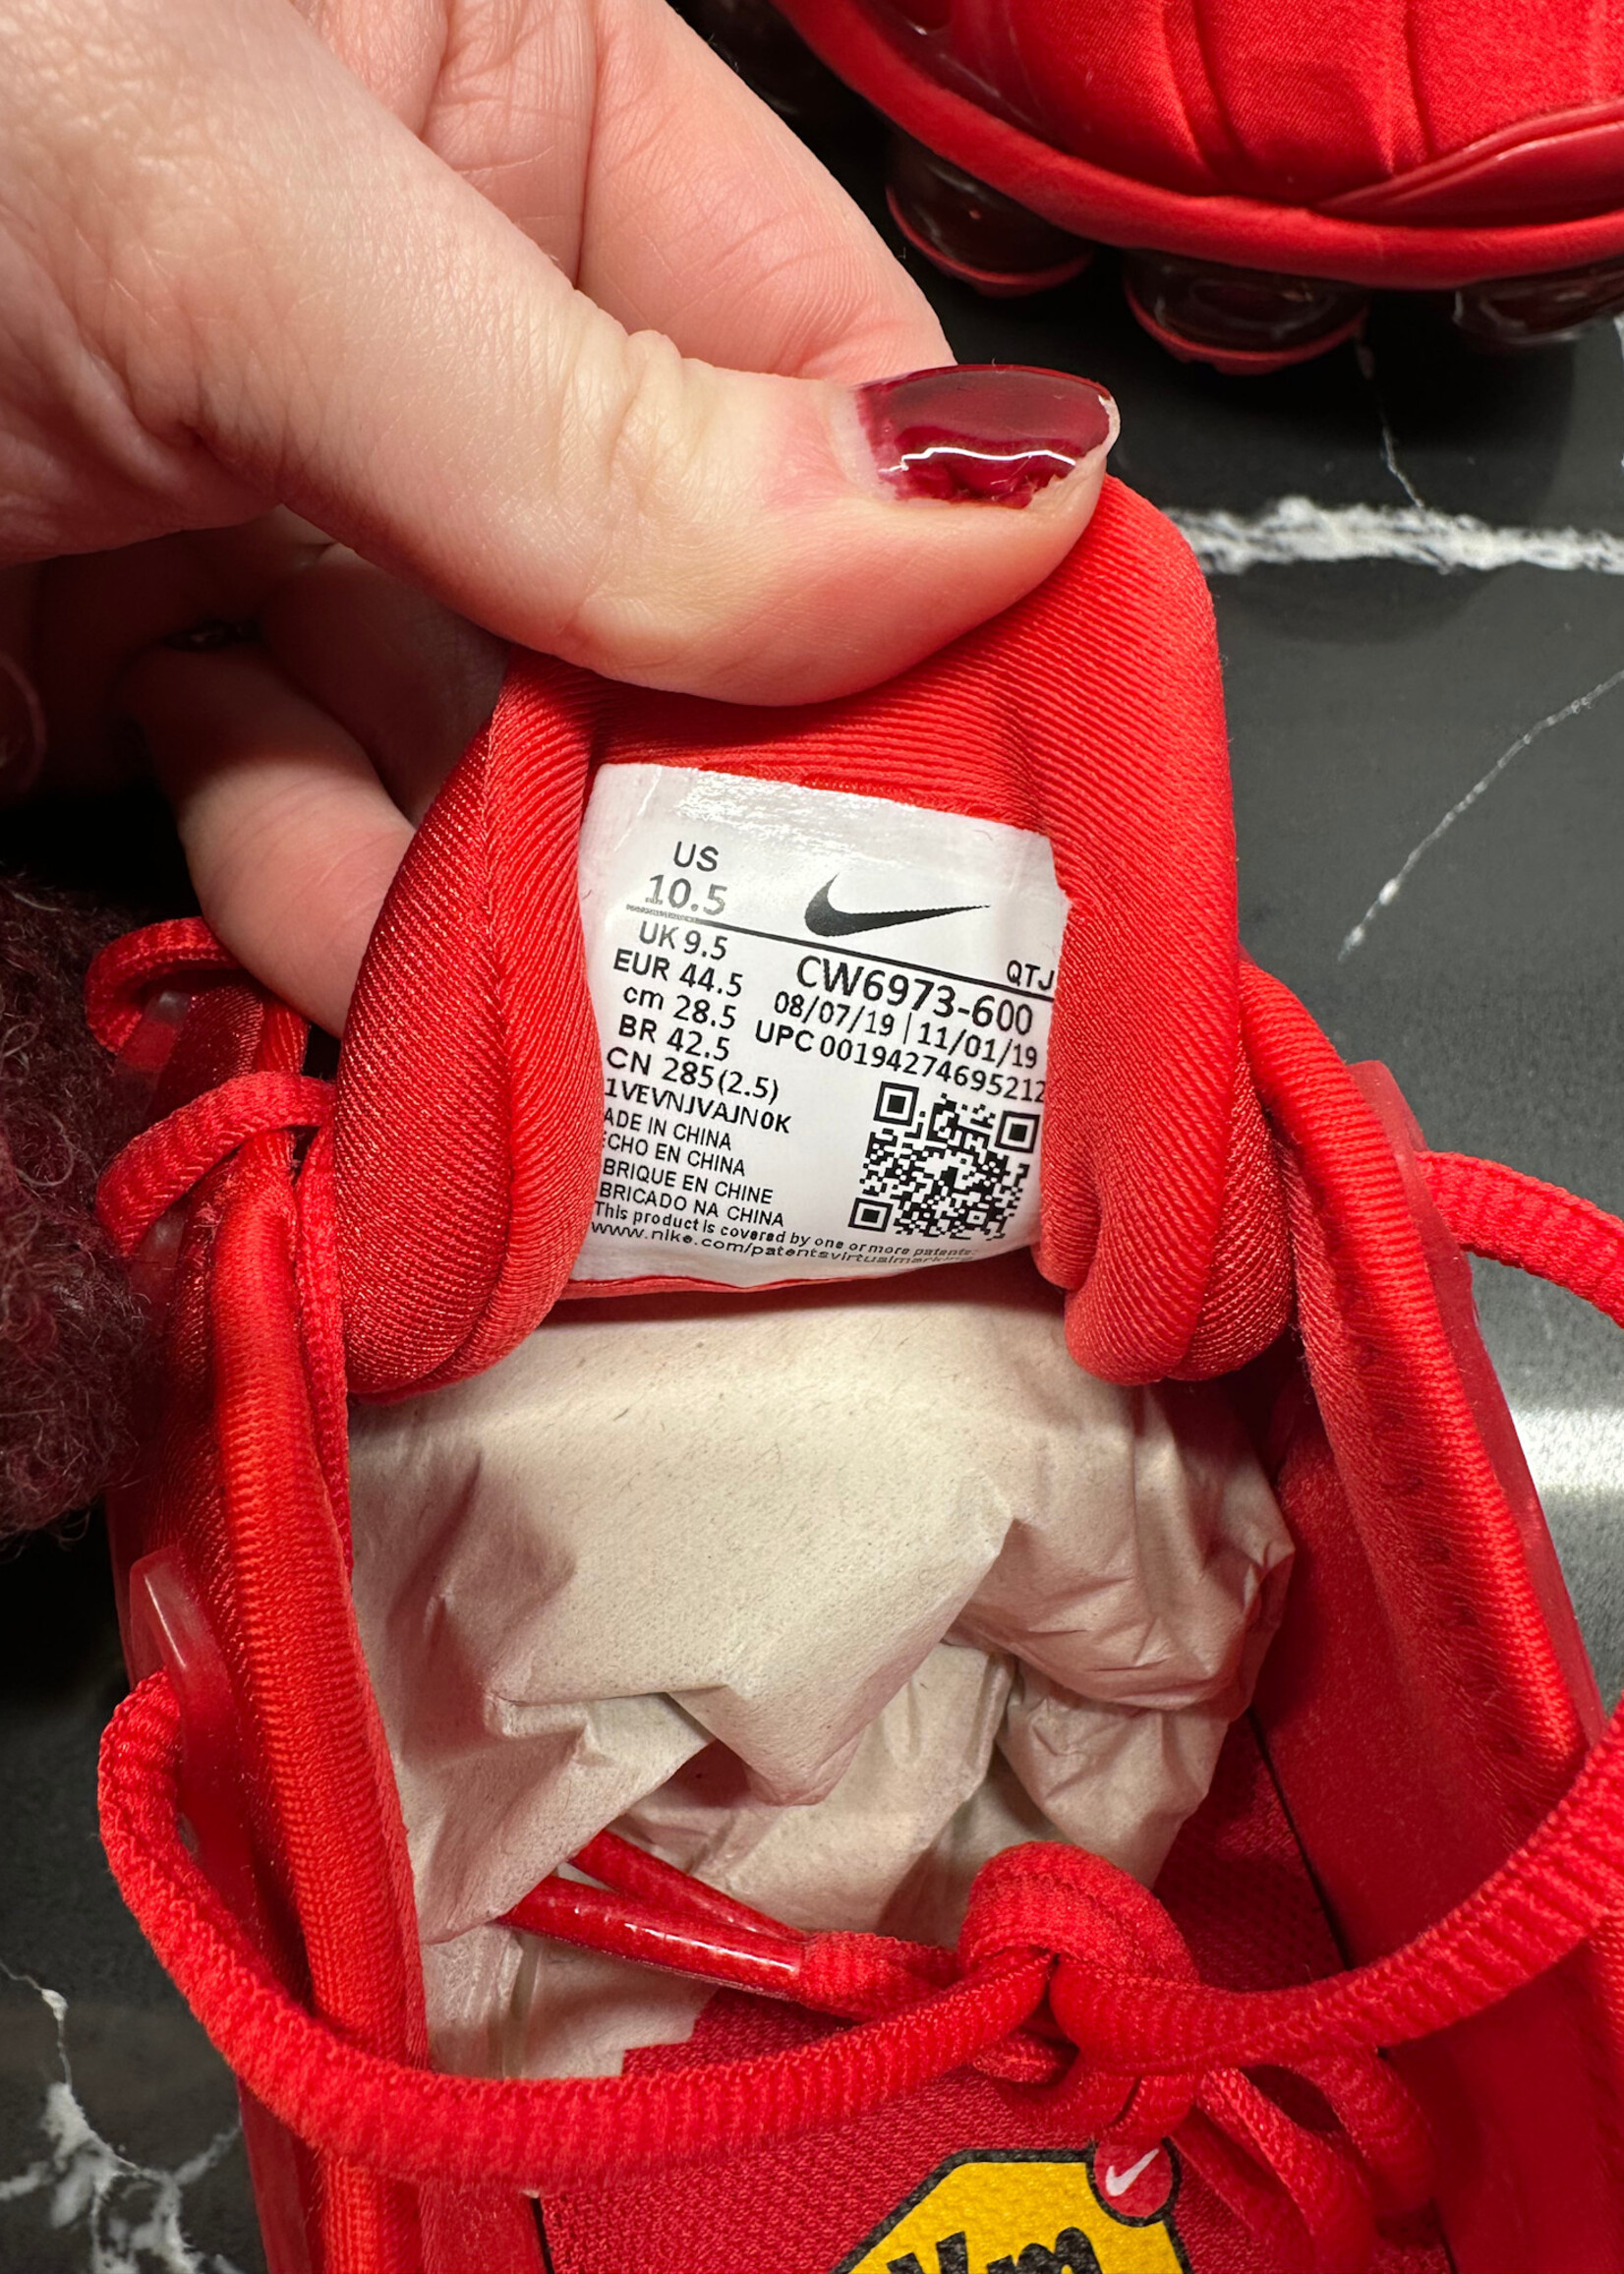 US
10.5
UK 9.5
EUR 44.5
cm 28.5
BR 42.5
CN 285(2.5)
1VEVNJVAJN0K
ADE IN CHINA
ECHO EN CHINA
BRIQUE EN CHINE
BRICADO NA CHINA
This product is covered by one or more patents:
www.nike.com/patentsvirtualmarki
QTJ
CW6973-600
08/07/19 | 11/01/19
UPC 00194274695212
Vm